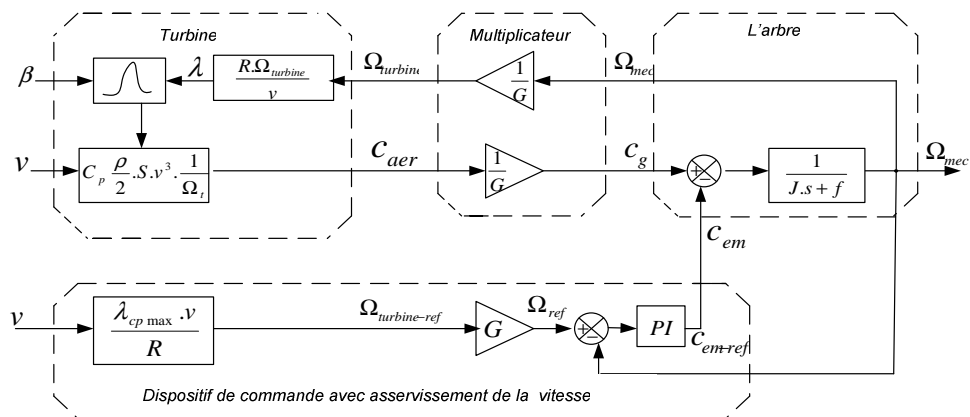 Turbine
Multiplicateur
L'arbre
β
λ
R.Ω_turbine / v
Ω_turbine
1/G
Ω_mec
v
C_p ρ/2 .S.v³. 1/Ω_t
c_aer
1/G
c_g
+
−
1 / J.s + f
Ω_mec
c_em
v
λ_cp max .v / R
Ω_turbine-ref
G
Ω_ref
+
−
PI
c_em-ref
Dispositif de commande avec asservissement de la vitesse